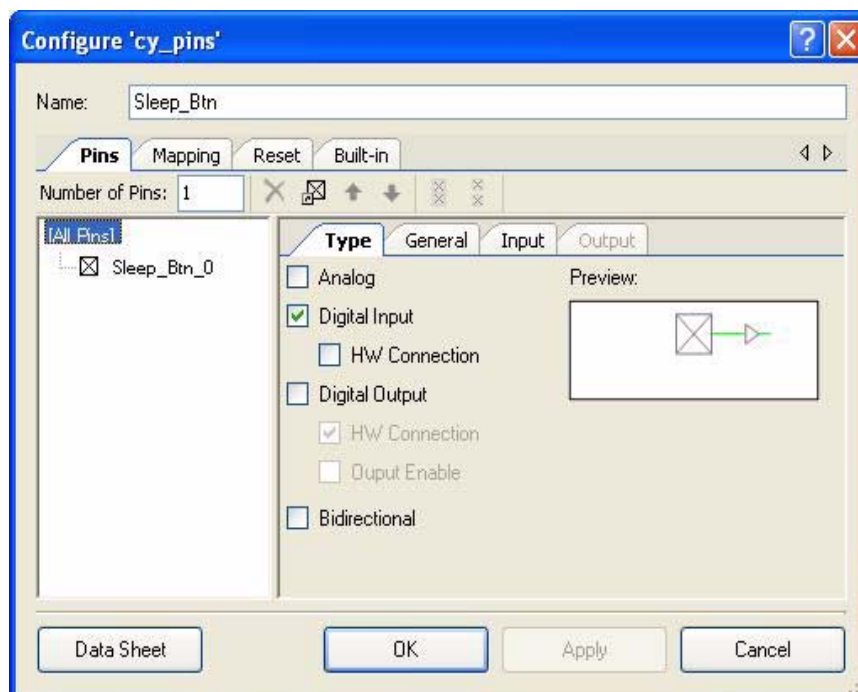 Configure 'cy_pins'
Name: Sleep_Btn
Pins Mapping Reset Built-in
Number of Pins: 1
[All Pins]
Sleep_Btn_0
Type General Input Output
Analog
Preview:
Digital Input
HW Connection
Digital Output
HW Connection
Ouput Enable
Bidirectional
Data Sheet OK Apply Cancel